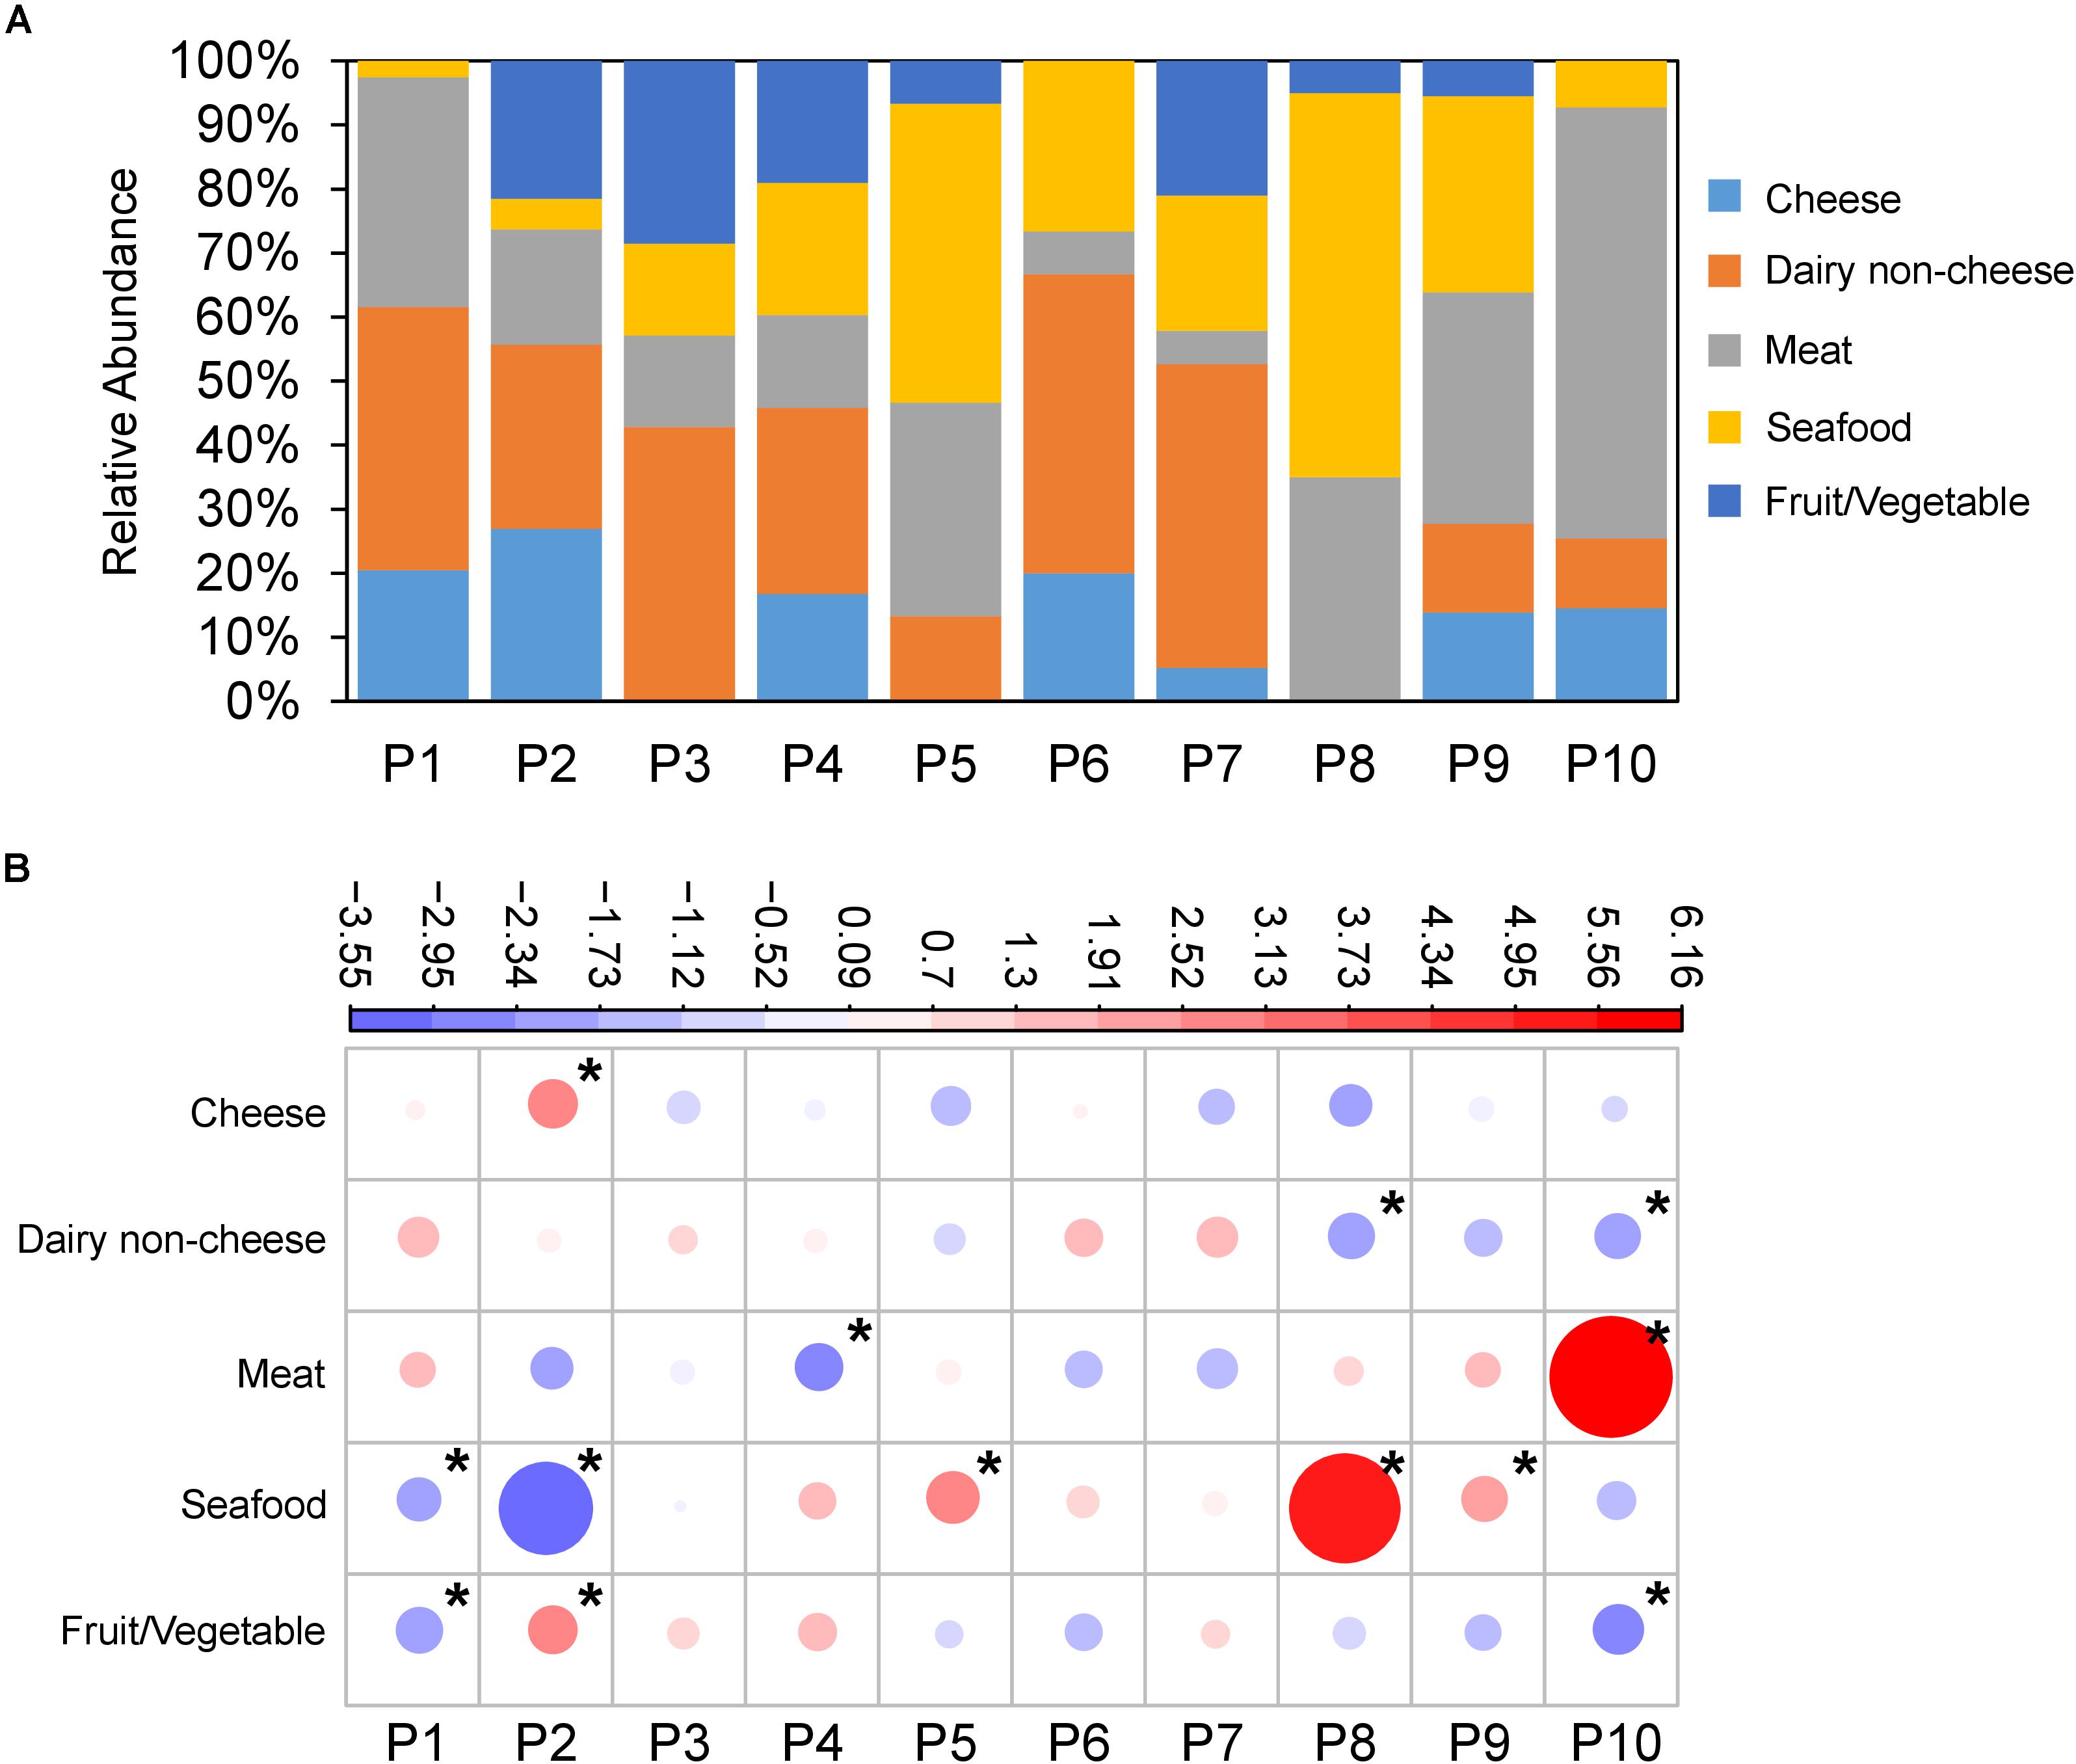 A
100%
90%
80%
70%
60%
50%
40%
30%
20%
10%
0%
Relative Abundance
P1 P2 P3 P4 P5 P6 P7 P8 P9 P10
Cheese
Dairy non-cheese
Meat
Seafood
Fruit/Vegetable
B
−3.55 −2.95 −2.34 −1.73 −1.12 −0.52 0.09 0.7 1.3 1.91 2.52 3.13 3.73 4.34 4.95 5.56 6.16
Cheese *
Dairy non-cheese * *
Meat * *
Seafood * * * * *
Fruit/Vegetable * * *
P1 P2 P3 P4 P5 P6 P7 P8 P9 P10